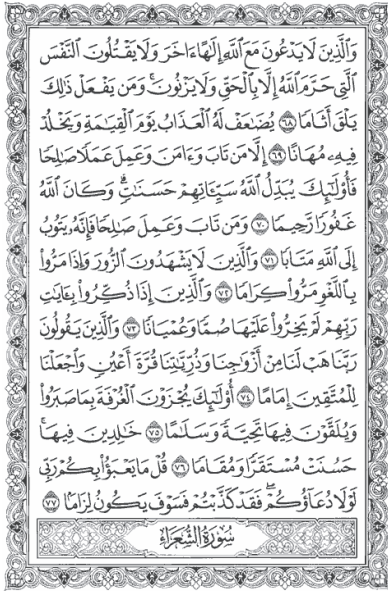 وَالَّذِينَ لَا يَدْعُونَ مَعَ اللَّهِ إِلَٰهًا ءَاخَرَ وَلَا يَقْتُلُونَ النَّفْسَ
الَّتِي حَرَّمَ اللَّهُ إِلَّا بِالْحَقِّ وَلَا يَزْنُونَ ۚ وَمَن يَفْعَلْ ذَٰلِكَ
يَلْقَ أَثَامًا ٦٨ يُضَٰعَفْ لَهُ الْعَذَابُ يَوْمَ الْقِيَٰمَةِ وَيَخْلُدْ
فِيهِۦ مُهَانًا ٦٩ إِلَّا مَن تَابَ وَءَامَنَ وَعَمِلَ عَمَلًا صَٰلِحًا
فَأُو۟لَٰٓئِكَ يُبَدِّلُ اللَّهُ سَيِّـَٔاتِهِمْ حَسَنَٰتٍ ۗ وَكَانَ اللَّهُ
غَفُورًا رَّحِيمًا ٧٠ وَمَن تَابَ وَعَمِلَ صَٰلِحًا فَإِنَّهُۥ يَتُوبُ
إِلَى اللَّهِ مَتَابًا ٧١ وَالَّذِينَ لَا يَشْهَدُونَ الزُّورَ وَإِذَا مَرُّوا۟
بِاللَّغْوِ مَرُّوا۟ كِرَامًا ٧٢ وَالَّذِينَ إِذَا ذُكِّرُوا۟ بِـَٔايَٰتِ
رَبِّهِمْ لَمْ يَخِرُّوا۟ عَلَيْهَا صُمًّا وَعُمْيَانًا ٧٣ وَالَّذِينَ يَقُولُونَ
رَبَّنَا هَبْ لَنَا مِنْ أَزْوَٰجِنَا وَذُرِّيَّٰتِنَا قُرَّةَ أَعْيُنٍ وَاجْعَلْنَا
لِلْمُتَّقِينَ إِمَامًا ٧٤ أُو۟لَٰٓئِكَ يُجْزَوْنَ الْغُرْفَةَ بِمَا صَبَرُوا۟
وَيُلَقَّوْنَ فِيهَا تَحِيَّةً وَسَلَٰمًا ٧٥ خَٰلِدِينَ فِيهَا ۚ
حَسُنَتْ مُسْتَقَرًّا وَمُقَامًا ٧٦ قُلْ مَا يَعْبَؤُا۟ بِكُمْ رَبِّي
لَوْلَا دُعَاؤُكُمْ ۖ فَقَدْ كَذَّبْتُمْ فَسَوْفَ يَكُونُ لِزَامًا ٧٧
سُورَةُ الشُّعَرَاءِ